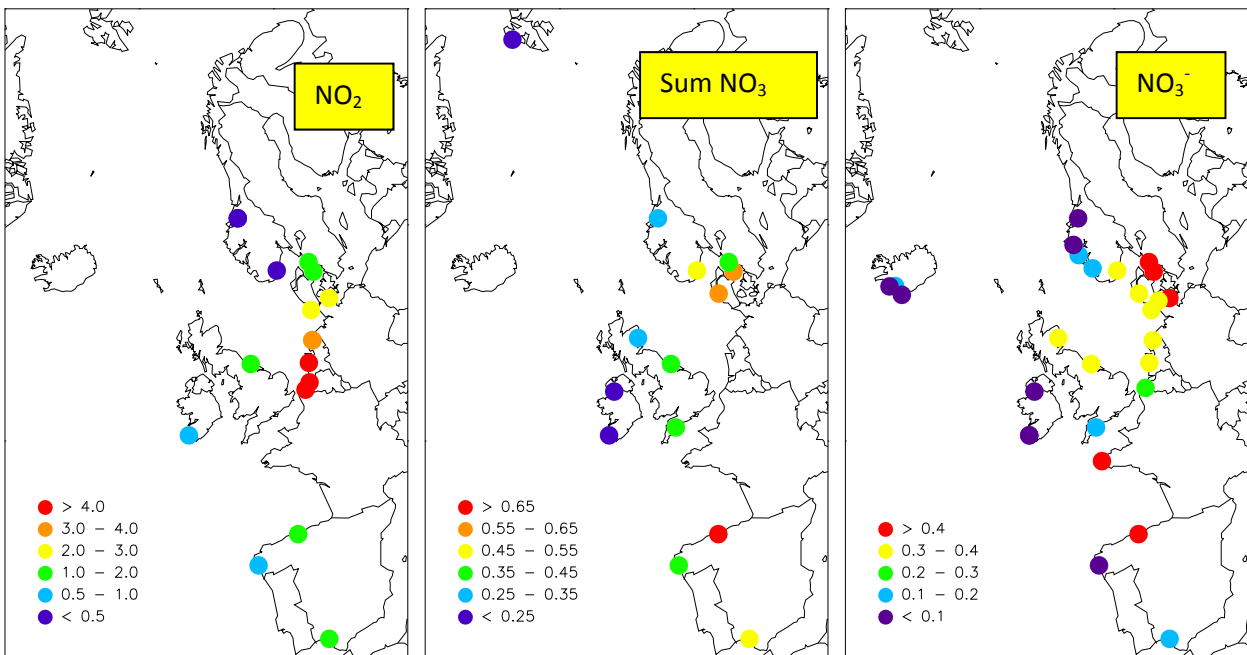 NO₂
> 4.0
3.0 – 4.0
2.0 – 3.0
1.0 – 2.0
0.5 – 1.0
< 0.5
Sum NO₃
> 0.65
0.55 – 0.65
0.45 – 0.55
0.35 – 0.45
0.25 – 0.35
< 0.25
NO₃⁻
> 0.4
0.3 – 0.4
0.2 – 0.3
0.1 – 0.2
< 0.1